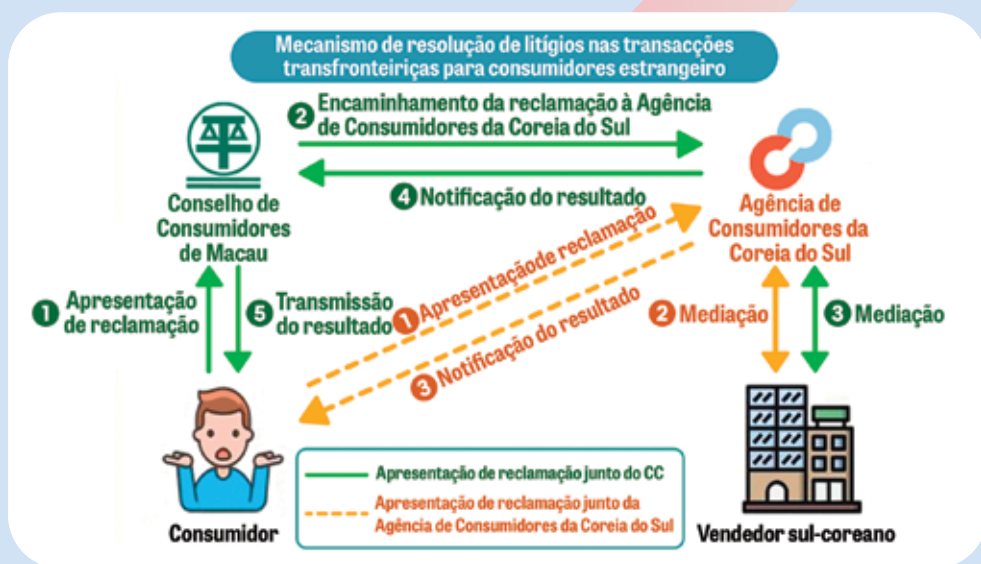 Mecanismo de resolução de litígios nas transacções
transfronteiriças para consumidores estrangeiro
2 Encaminhamento da reclamação à Agência
de Consumidores da Coreia do Sul
4 Notificação do resultado
Conselho de
Consumidores
de Macau
Agência de
Consumidores da
Coreia do Sul
1 Apresentação
de reclamação
5 Transmissão
do resultado
1 Apresentaçãode reclamação
3 Notificação do resultado
2 Mediação
3 Mediação
Consumidor
Apresentação de reclamação junto do CC
Apresentação de reclamação junto da
Agência de Consumidores da Coreia do Sul
Vendedor sul-coreano